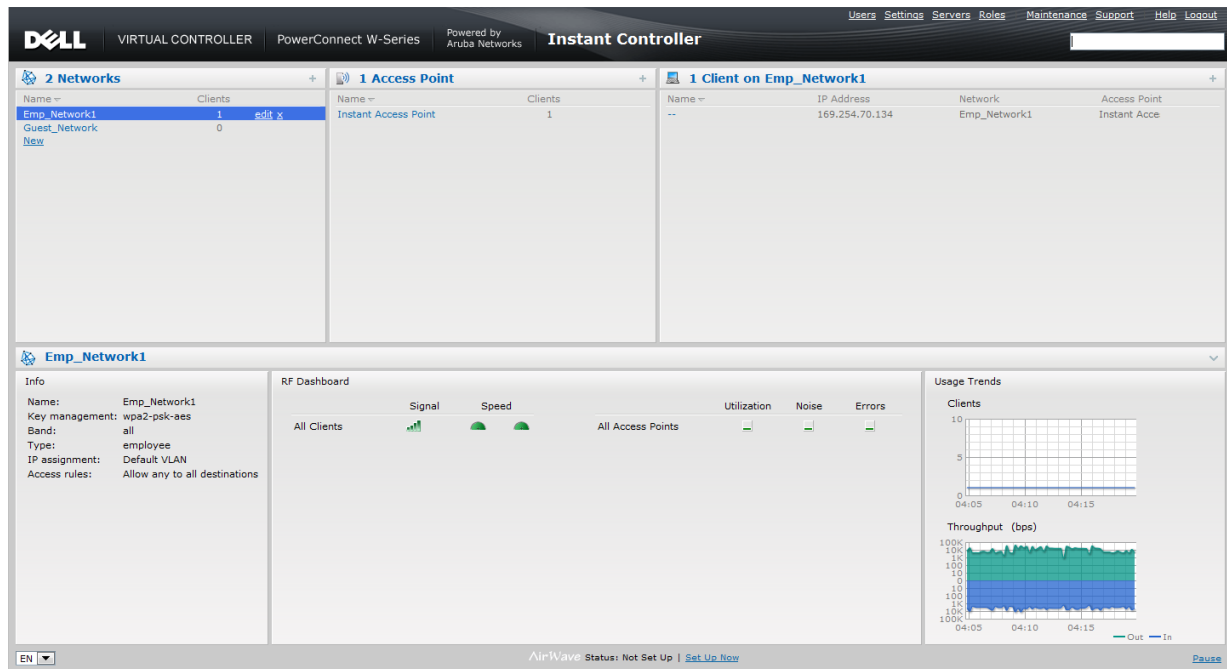 Users Settings Servers Roles Maintenance Support Help Logout
DELL VIRTUAL CONTROLLER PowerConnect W-Series Powered by Aruba Networks Instant Controller
2 Networks +
Name Clients
Emp_Network1 1 edit x
Guest_Network 0
New
1 Access Point +
Name Clients
Instant Access Point 1
1 Client on Emp_Network1 +
Name IP Address Network Access Point
-- 169.254.70.134 Emp_Network1 Instant Acce
Emp_Network1
Info
Name: Emp_Network1
Key management: wpa2-psk-aes
Band: all
Type: employee
IP assignment: Default VLAN
Access rules: Allow any to all destinations
RF Dashboard
Signal Speed
All Clients
Utilization Noise Errors
All Access Points
Usage Trends
Clients
10
5
0
04:05 04:10 04:15
Throughput (bps)
100K
10K
1K
100
10
0
10
100
1K
10K
100K
04:05 04:10 04:15
Out In
EN
AirWave Status: Not Set Up | Set Up Now
Pause